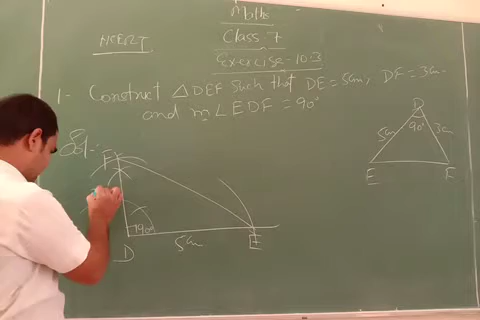 Maths
NCERT
Class-7
Exercise-10.3
1- Construct △DEF such that DE=5cm, DF=3cm
and m∠EDF=90°
Sol-
D
5cm
90°
3cm
E
F
F
90°
D
5cm
E